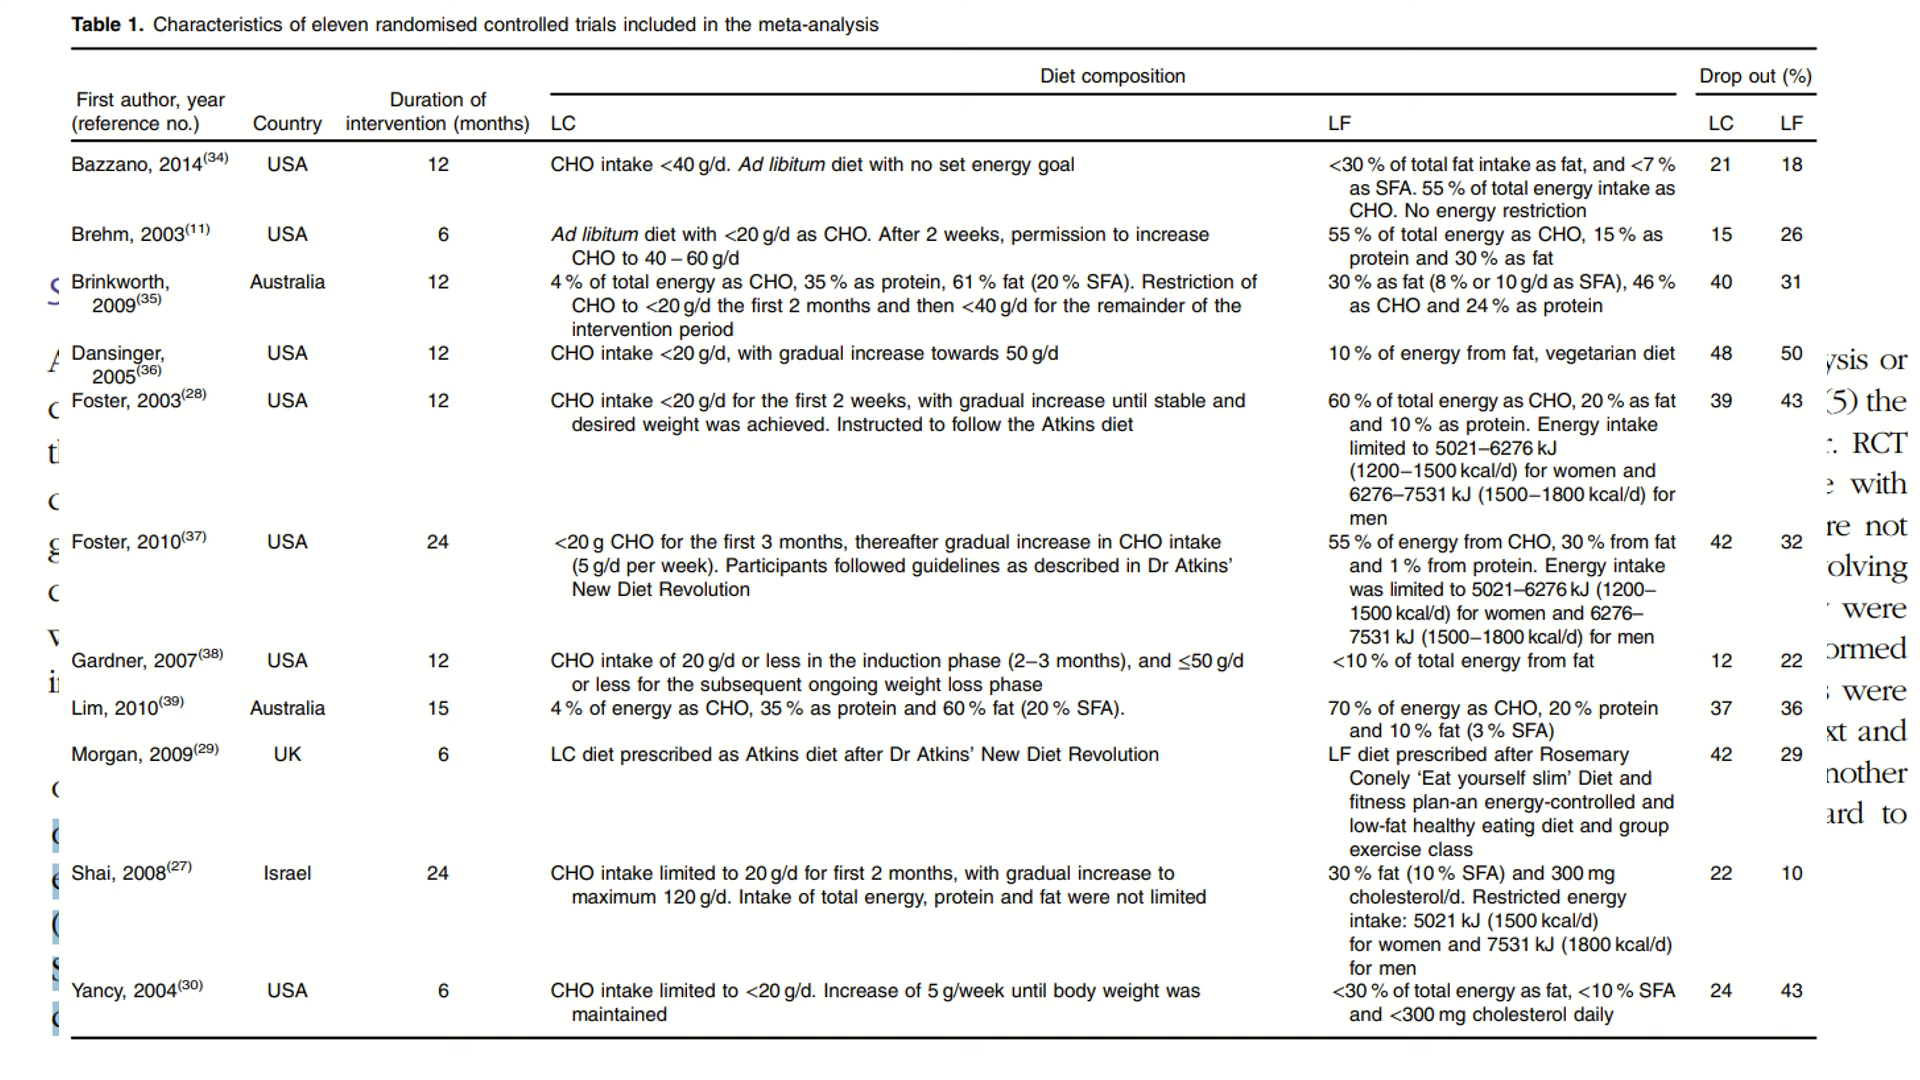 Table 1. Characteristics of eleven randomised controlled trials included in the meta-analysis
Diet composition
Drop out (%)
First author, year
(reference no.)
Country
Duration of
intervention (months)
LC
LF
LC
LF
Bazzano, 2014(34)
USA
12
CHO intake <40 g/d. Ad libitum diet with no set energy goal
<30 % of total fat intake as fat, and <7 %
as SFA. 55 % of total energy intake as
CHO. No energy restriction
21
18
Brehm, 2003(11)
USA
6
Ad libitum diet with <20 g/d as CHO. After 2 weeks, permission to increase
CHO to 40 – 60 g/d
55 % of total energy as CHO, 15 % as
protein and 30 % as fat
15
26
Brinkworth,
2009(35)
Australia
12
4 % of total energy as CHO, 35 % as protein, 61 % fat (20 % SFA). Restriction of
CHO to <20 g/d the first 2 months and then <40 g/d for the remainder of the
intervention period
30 % as fat (8 % or 10 g/d as SFA), 46 %
as CHO and 24 % as protein
40
31
Dansinger,
2005(36)
USA
12
CHO intake <20 g/d, with gradual increase towards 50 g/d
10 % of energy from fat, vegetarian diet
48
50
Foster, 2003(28)
USA
12
CHO intake <20 g/d for the first 2 weeks, with gradual increase until stable and
desired weight was achieved. Instructed to follow the Atkins diet
60 % of total energy as CHO, 20 % as fat
and 10 % as protein. Energy intake
limited to 5021–6276 kJ
(1200–1500 kcal/d) for women and
6276–7531 kJ (1500–1800 kcal/d) for
men
39
43
Foster, 2010(37)
USA
24
<20 g CHO for the first 3 months, thereafter gradual increase in CHO intake
(5 g/d per week). Participants followed guidelines as described in Dr Atkins’
New Diet Revolution
55 % of energy from CHO, 30 % from fat
and 1 % from protein. Energy intake
was limited to 5021–6276 kJ (1200–
1500 kcal/d) for women and 6276–
7531 kJ (1500–1800 kcal/d) for men
42
32
Gardner, 2007(38)
USA
12
CHO intake of 20 g/d or less in the induction phase (2–3 months), and ≤50 g/d
or less for the subsequent ongoing weight loss phase
<10 % of total energy from fat
12
22
Lim, 2010(39)
Australia
15
4 % of energy as CHO, 35 % as protein and 60 % fat (20 % SFA).
70 % of energy as CHO, 20 % protein
and 10 % fat (3 % SFA)
37
36
Morgan, 2009(29)
UK
6
LC diet prescribed as Atkins diet after Dr Atkins’ New Diet Revolution
LF diet prescribed after Rosemary
Conely ‘Eat yourself slim’ Diet and
fitness plan-an energy-controlled and
low-fat healthy eating diet and group
exercise class
42
29
Shai, 2008(27)
Israel
24
CHO intake limited to 20 g/d for first 2 months, with gradual increase to
maximum 120 g/d. Intake of total energy, protein and fat were not limited
30 % fat (10 % SFA) and 300 mg
cholesterol/d. Restricted energy
intake: 5021 kJ (1500 kcal/d)
for women and 7531 kJ (1800 kcal/d)
for men
22
10
Yancy, 2004(30)
USA
6
CHO intake limited to <20 g/d. Increase of 5 g/week until body weight was
maintained
<30 % of total energy as fat, <10 % SFA
and <300 mg cholesterol daily
24
43
ysis or
(5) the
r. RCT
e with
re not
olving
were
ormed
s were
xt and
nother
ard to